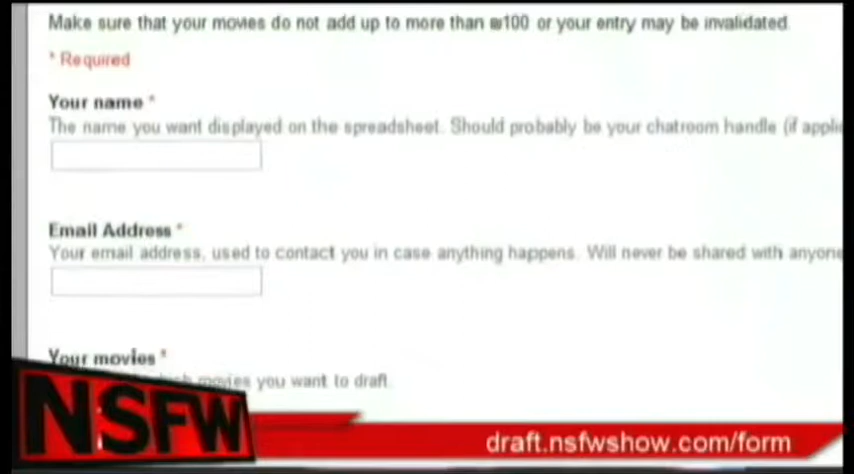 Make sure that your movies do not add up to more than ₪100 or your entry may be invalidated.
* Required
Your name *
The name you want displayed on the spreadsheet. Should probably be your chatroom handle (if appli
Email Address *
Your email address, used to contact you in case anything happens. Will never be shared with anyone
Your movies *
movies you want to draft.
NSFW
draft.nsfwshow.com/form